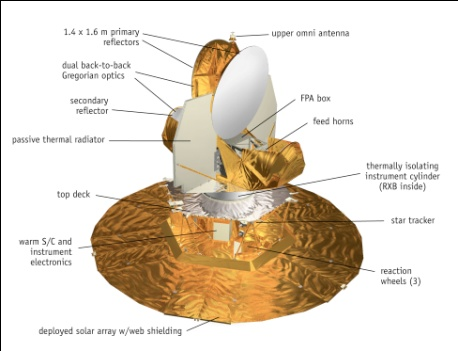 1.4 x 1.6 m primary
reflectors
upper omni antenna
dual back-to-back
Gregorian optics
secondary
reflector
FPA box
feed horns
passive thermal radiator
thermally isolating
instrument cylinder
(RXB inside)
top deck
star tracker
warm S/C and
instrument
electronics
reaction
wheels (3)
deployed solar array w/web shielding